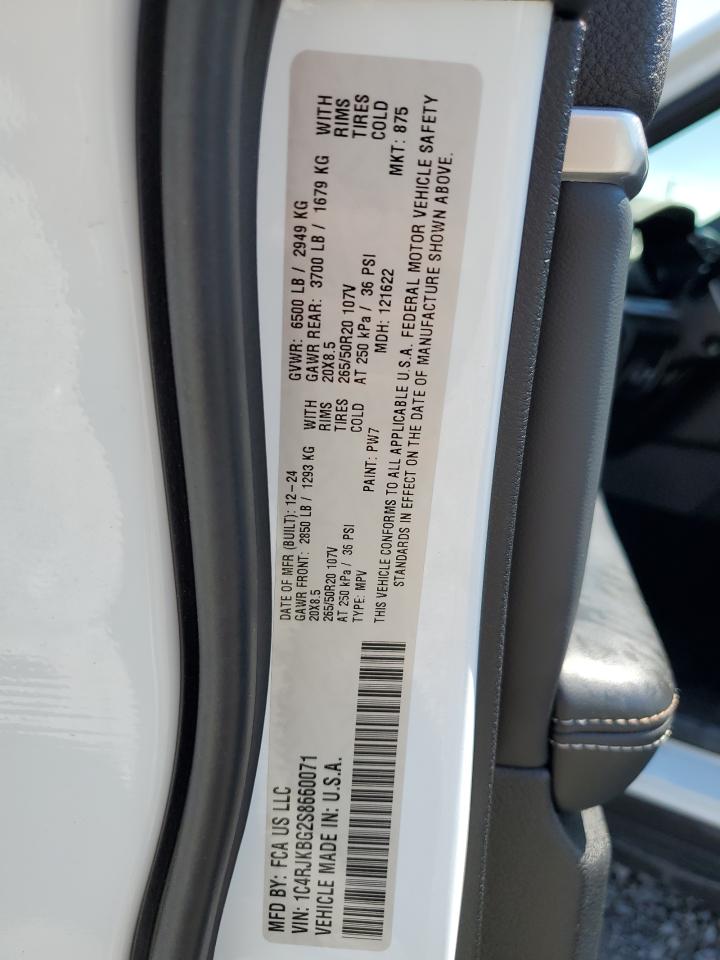 MFD BY: FCA US LLC
DATE OF MFR (BUILT): 12-24
GVWR: 6500 LB / 2949 KG
GAWR FRONT: 2850 LB / 1293 KG WITH
GAWR REAR: 3700 LB / 1679 KG WITH
20X8.5 RIMS
20X8.5 RIMS
265/50R20 107V TIRES
265/50R20 107V TIRES
AT 250 kPa / 36 PSI COLD
AT 250 kPa / 36 PSI COLD
VIN: 1C4RJKBG2S8660071
TYPE: MPV
PAINT: PW7
MDH: 121622
MKT: 875
VEHICLE MADE IN: U.S.A.
THIS VEHICLE CONFORMS TO ALL APPLICABLE U.S.A. FEDERAL MOTOR VEHICLE SAFETY
STANDARDS IN EFFECT ON THE DATE OF MANUFACTURE SHOWN ABOVE.